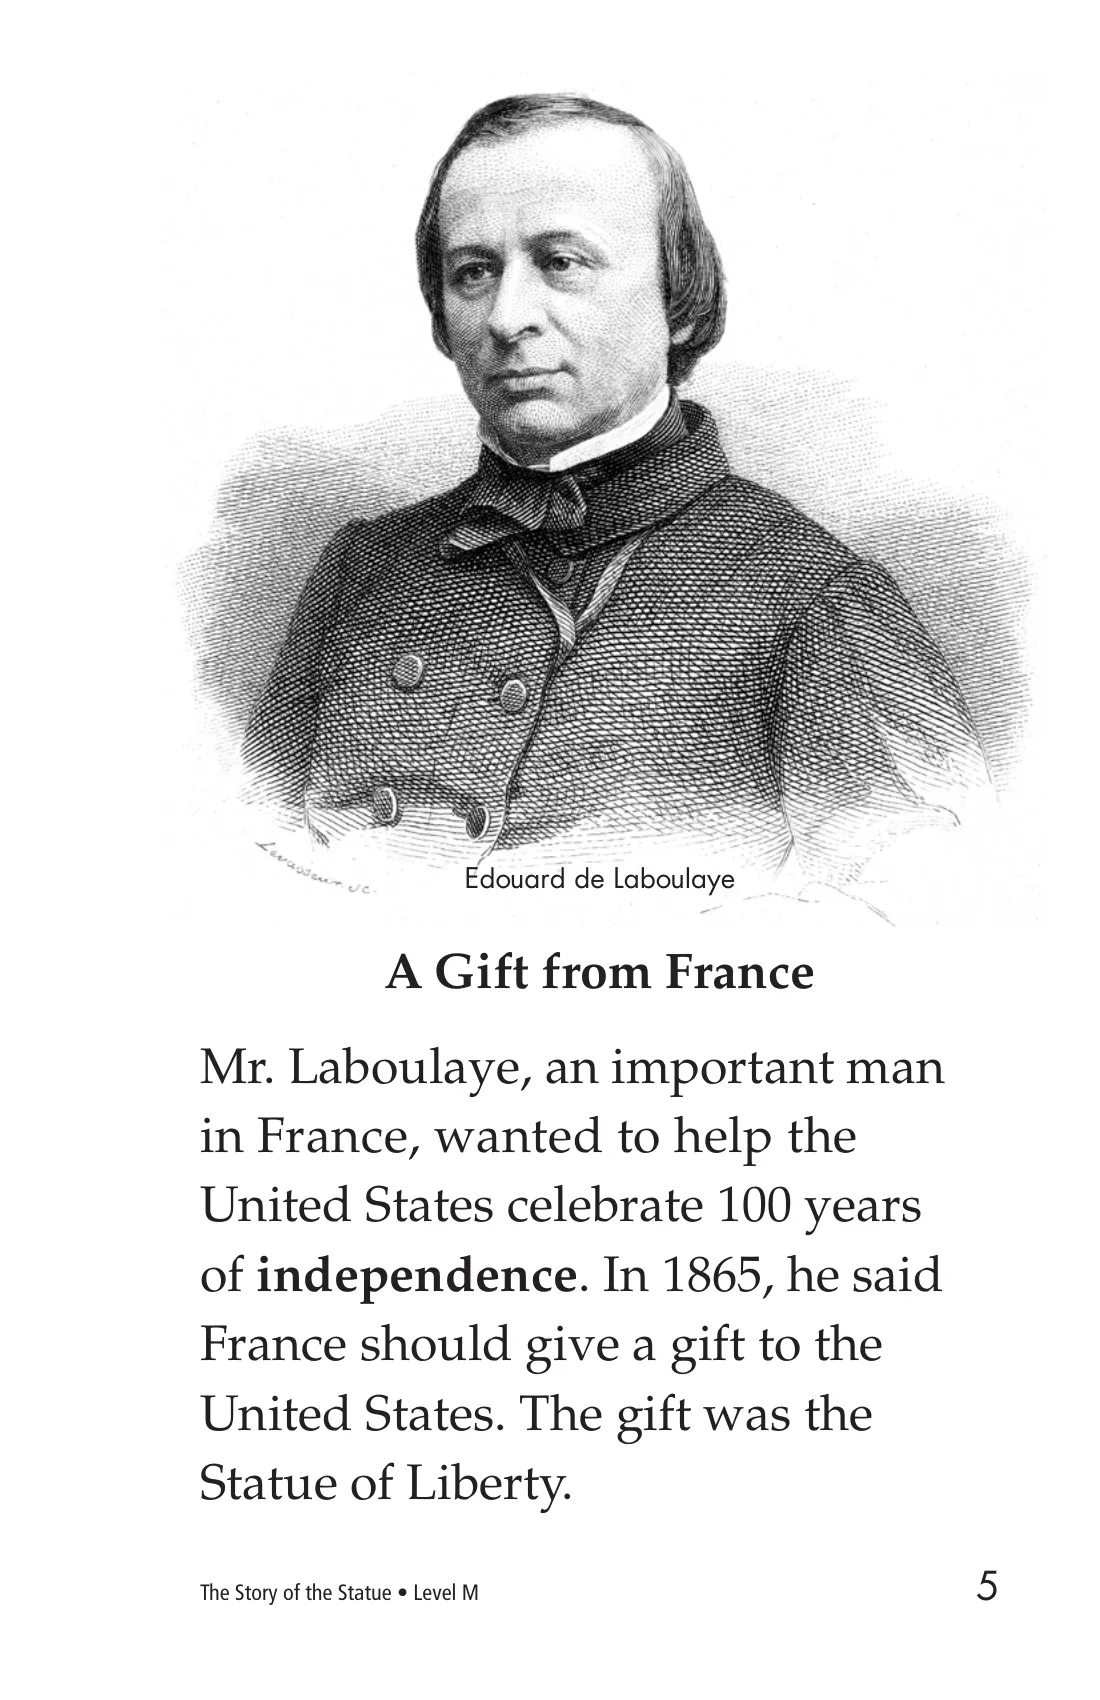 Levasseur sc.
Edouard de Laboulaye
A Gift from France
Mr. Laboulaye, an important man
in France, wanted to help the
United States celebrate 100 years
of independence. In 1865, he said
France should give a gift to the
United States. The gift was the
Statue of Liberty.
The Story of the Statue • Level M
5